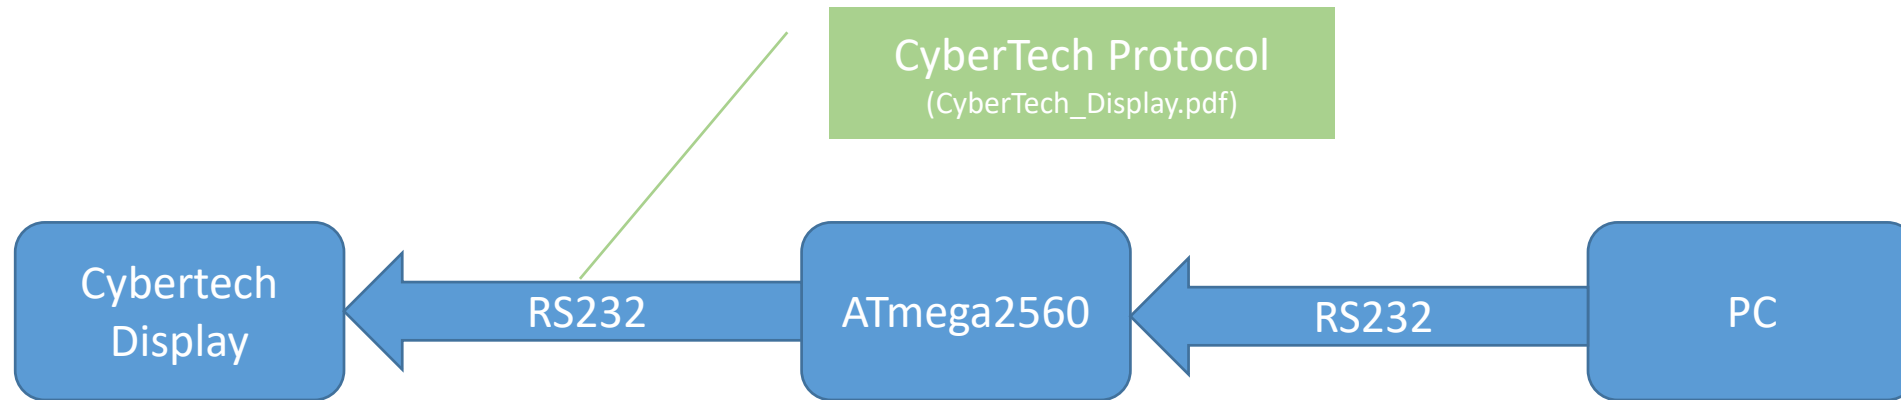 CyberTech Protocol
(CyberTech_Display.pdf)
Cybertech
Display
RS232
ATmega2560
RS232
PC